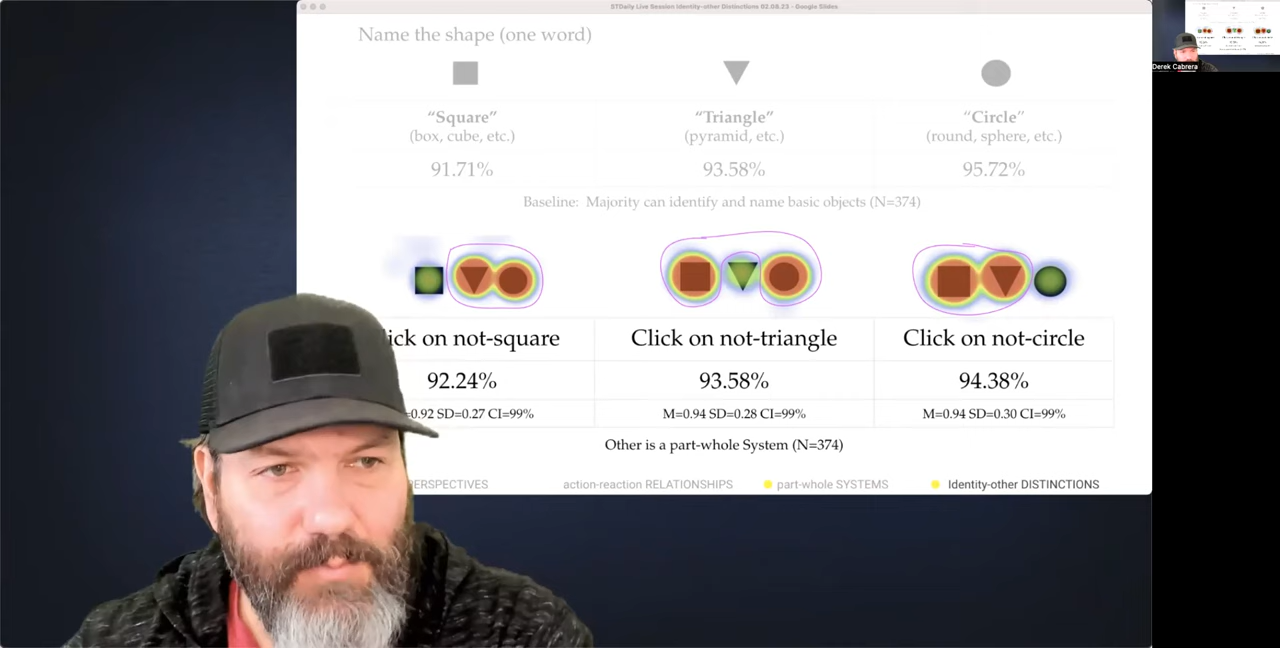 STDaily Live Session Identity-other Distinctions 02.08.23 - Google Slides
Derek Cabrera
Name the shape (one word)
“Square” “Triangle” “Circle”
(box, cube, etc.) (pyramid, etc.) (round, sphere, etc.)
91.71% 93.58% 95.72%
Baseline: Majority can identify and name basic objects (N=374)
on not-square Click on not-triangle Click on not-circle
92.24% 93.58% 94.38%
0.92 SD=0.27 CI=99% M=0.94 SD=0.28 CI=99% M=0.94 SD=0.30 CI=99%
Other is a part-whole System (N=374)
PERSPECTIVES action-reaction RELATIONSHIPS part-whole SYSTEMS Identity-other DISTINCTIONS